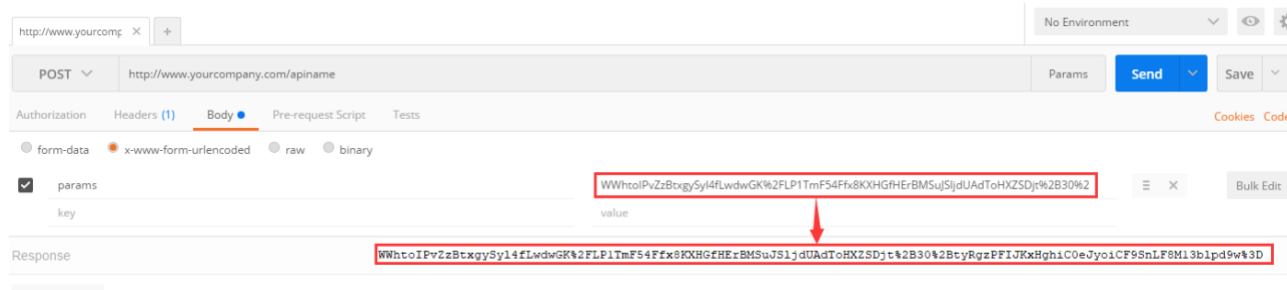 http://www.yourcomp
No Environment
POST http://www.yourcompany.com/apiname Params Send Save
Authorization Headers (1) Body Pre-request Script Tests Cookies Code
form-data x-www-form-urlencoded raw binary
params WWhtoIPvZzBtxgySyl4fLwdwGK%2FLP1TmF54Ffx8KXHGfHErBMSuJSljdUAdToHXZSDjt%2B30%2 Bulk Edit
key value
Response WWhtoIPvZzBtxgySyl4fLwdwGK%2FLP1TmF54Ffx8KXHGfHErBMSuJSljdUAdToHXZSDjt%2B30%2BtyRgzPFIJKxHghiC0eJyoiCF9SnLF8M13blpd9w%3D